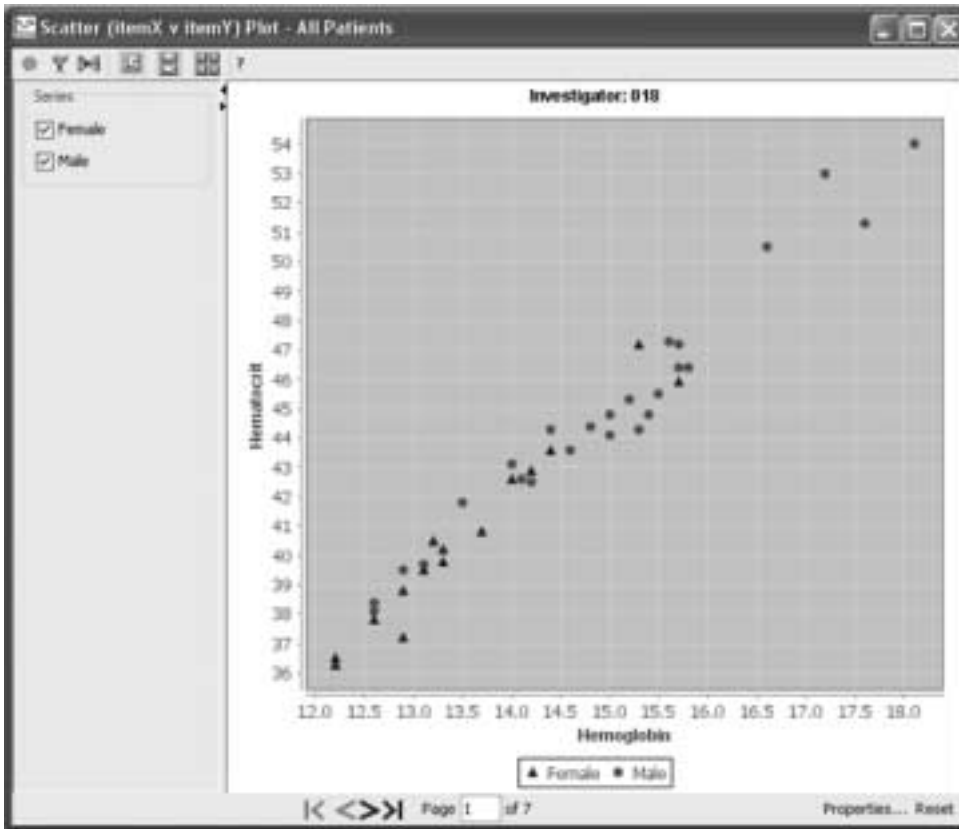 Scatter (itemX v itemY) Plot - All Patients
?
Series
Female
Male
Investigator: 018
54
53
52
51
50
49
48
47
46
45
44
43
42
41
40
39
38
37
36
Hematocrit
12.0 12.5 13.0 13.5 14.0 14.5 15.0 15.5 16.0 16.5 17.0 17.5 18.0
Hemoglobin
Female Male
Page 1 of 7 Properties... Reset